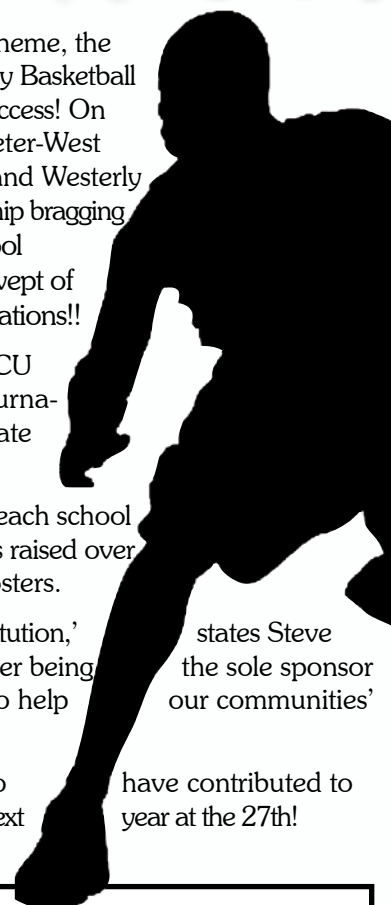 heme, the
y Basketball
ccess! On
eter-West
and Westerly
hip bragging
ol
vept of
ations!!
CU
urna-
ate
each school
s raised over
osters.
tution,’ states Steve
er being the sole sponsor
o help our communities’
o have contributed to
ext year at the 27th!